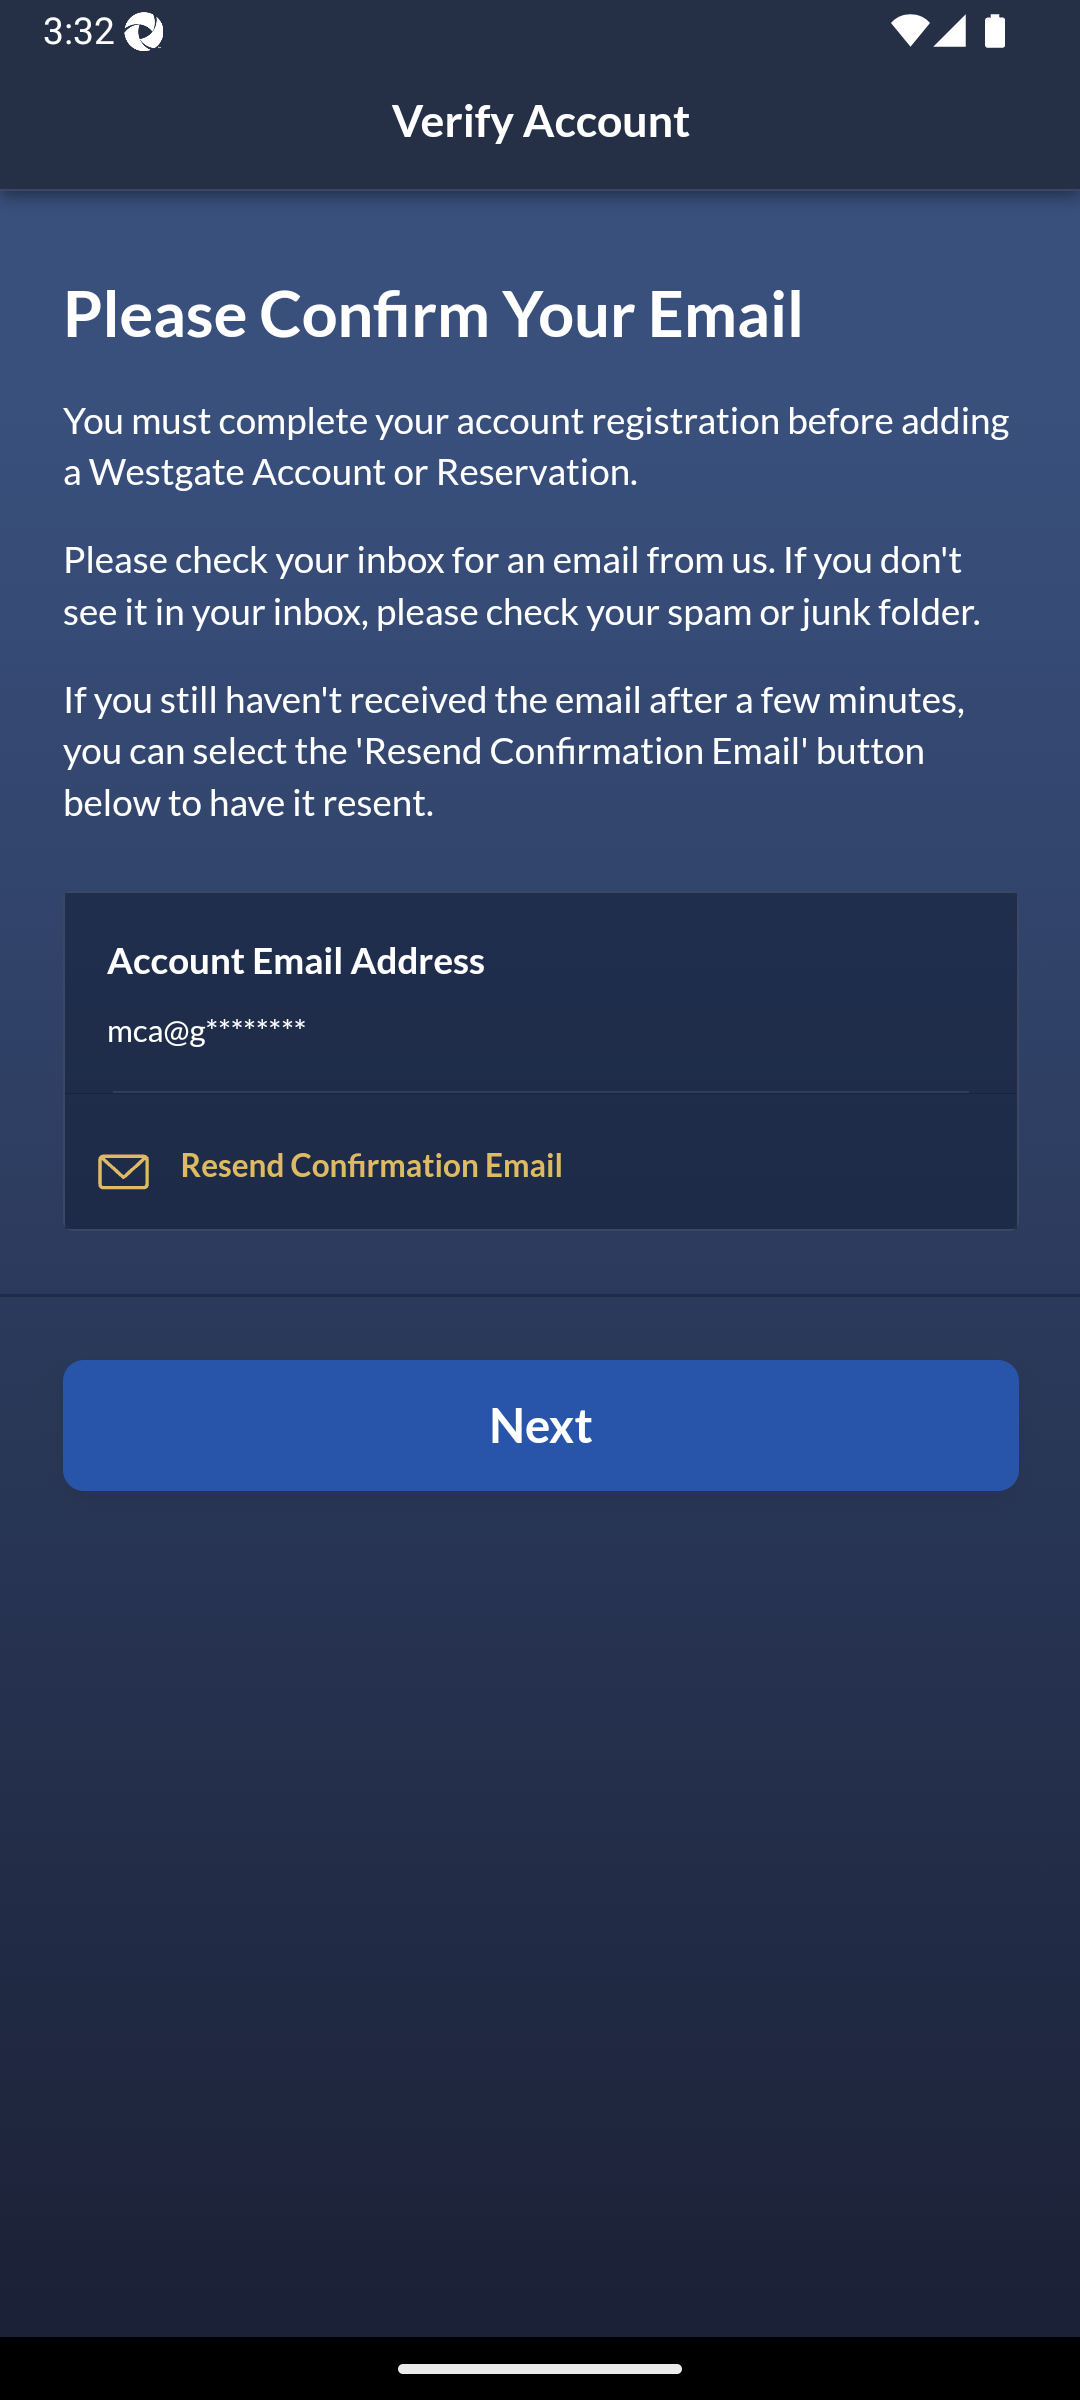 3:32
Verify Account
Please Confirm Your Email
You must complete your account registration before adding
a Westgate Account or Reservation.
Please check your inbox for an email from us. If you don't
see it in your inbox, please check your spam or junk folder.
If you still haven't received the email after a few minutes,
you can select the 'Resend Confirmation Email' button
below to have it resent.
Account Email Address
mca@g********
Resend Confirmation Email
Next